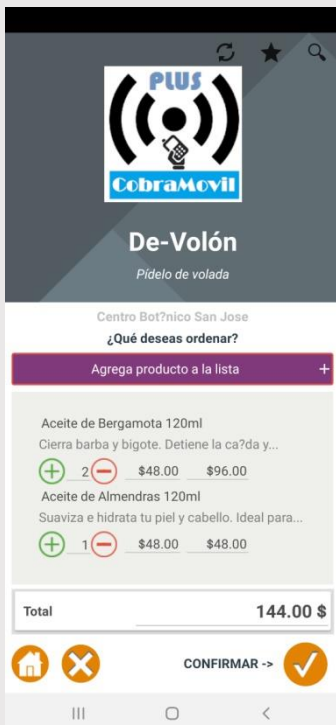 PLUS
CobraMovil
De-Volón
Pídelo de volada
Centro Bot?nico San Jose
¿Qué deseas ordenar?
Agrega producto a la lista +
Aceite de Bergamota 120ml
Cierra barba y bigote. Detiene la ca?da y...
2 $48.00 $96.00
Aceite de Almendras 120ml
Suaviza e hidrata tu piel y cabello. Ideal para...
1 $48.00 $48.00
Total 144.00 $
CONFIRMAR ->